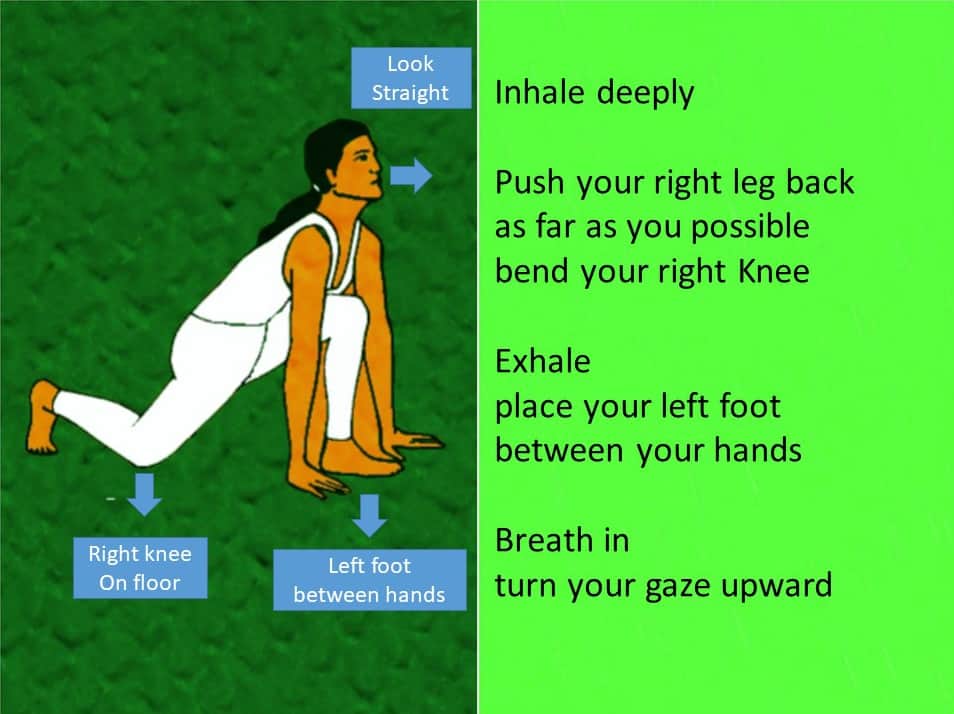 Look
Straight
Right knee
On floor
Left foot
between hands
Inhale deeply
Push your right leg back
as far as you possible
bend your right Knee
Exhale
place your left foot
between your hands
Breath in
turn your gaze upward